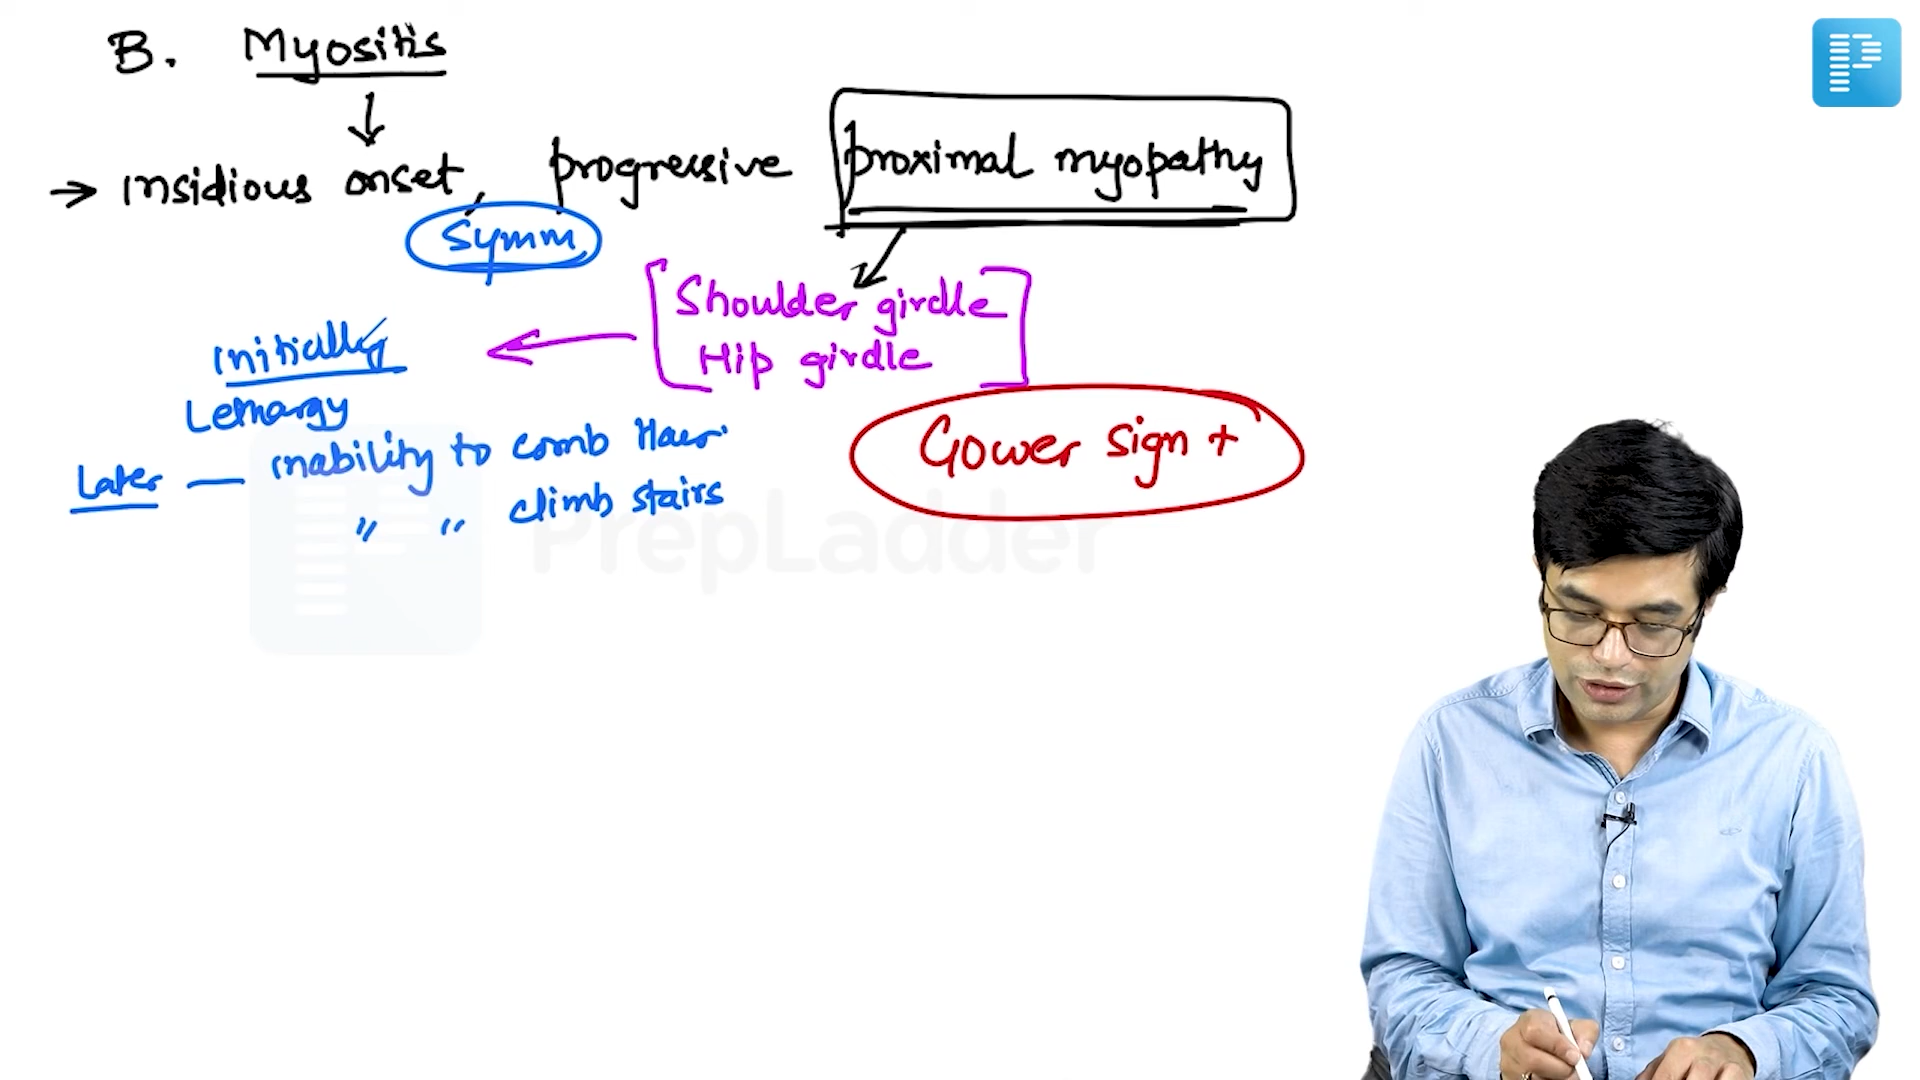 B. Myositis
→ Insidious onset, progressive proximal myopathy
Symm
Shoulder girdle
Hip girdle
Initially
Lethargy
Gower sign +
Later — inability to comb Hair
" " climb stairs
PrepLadder